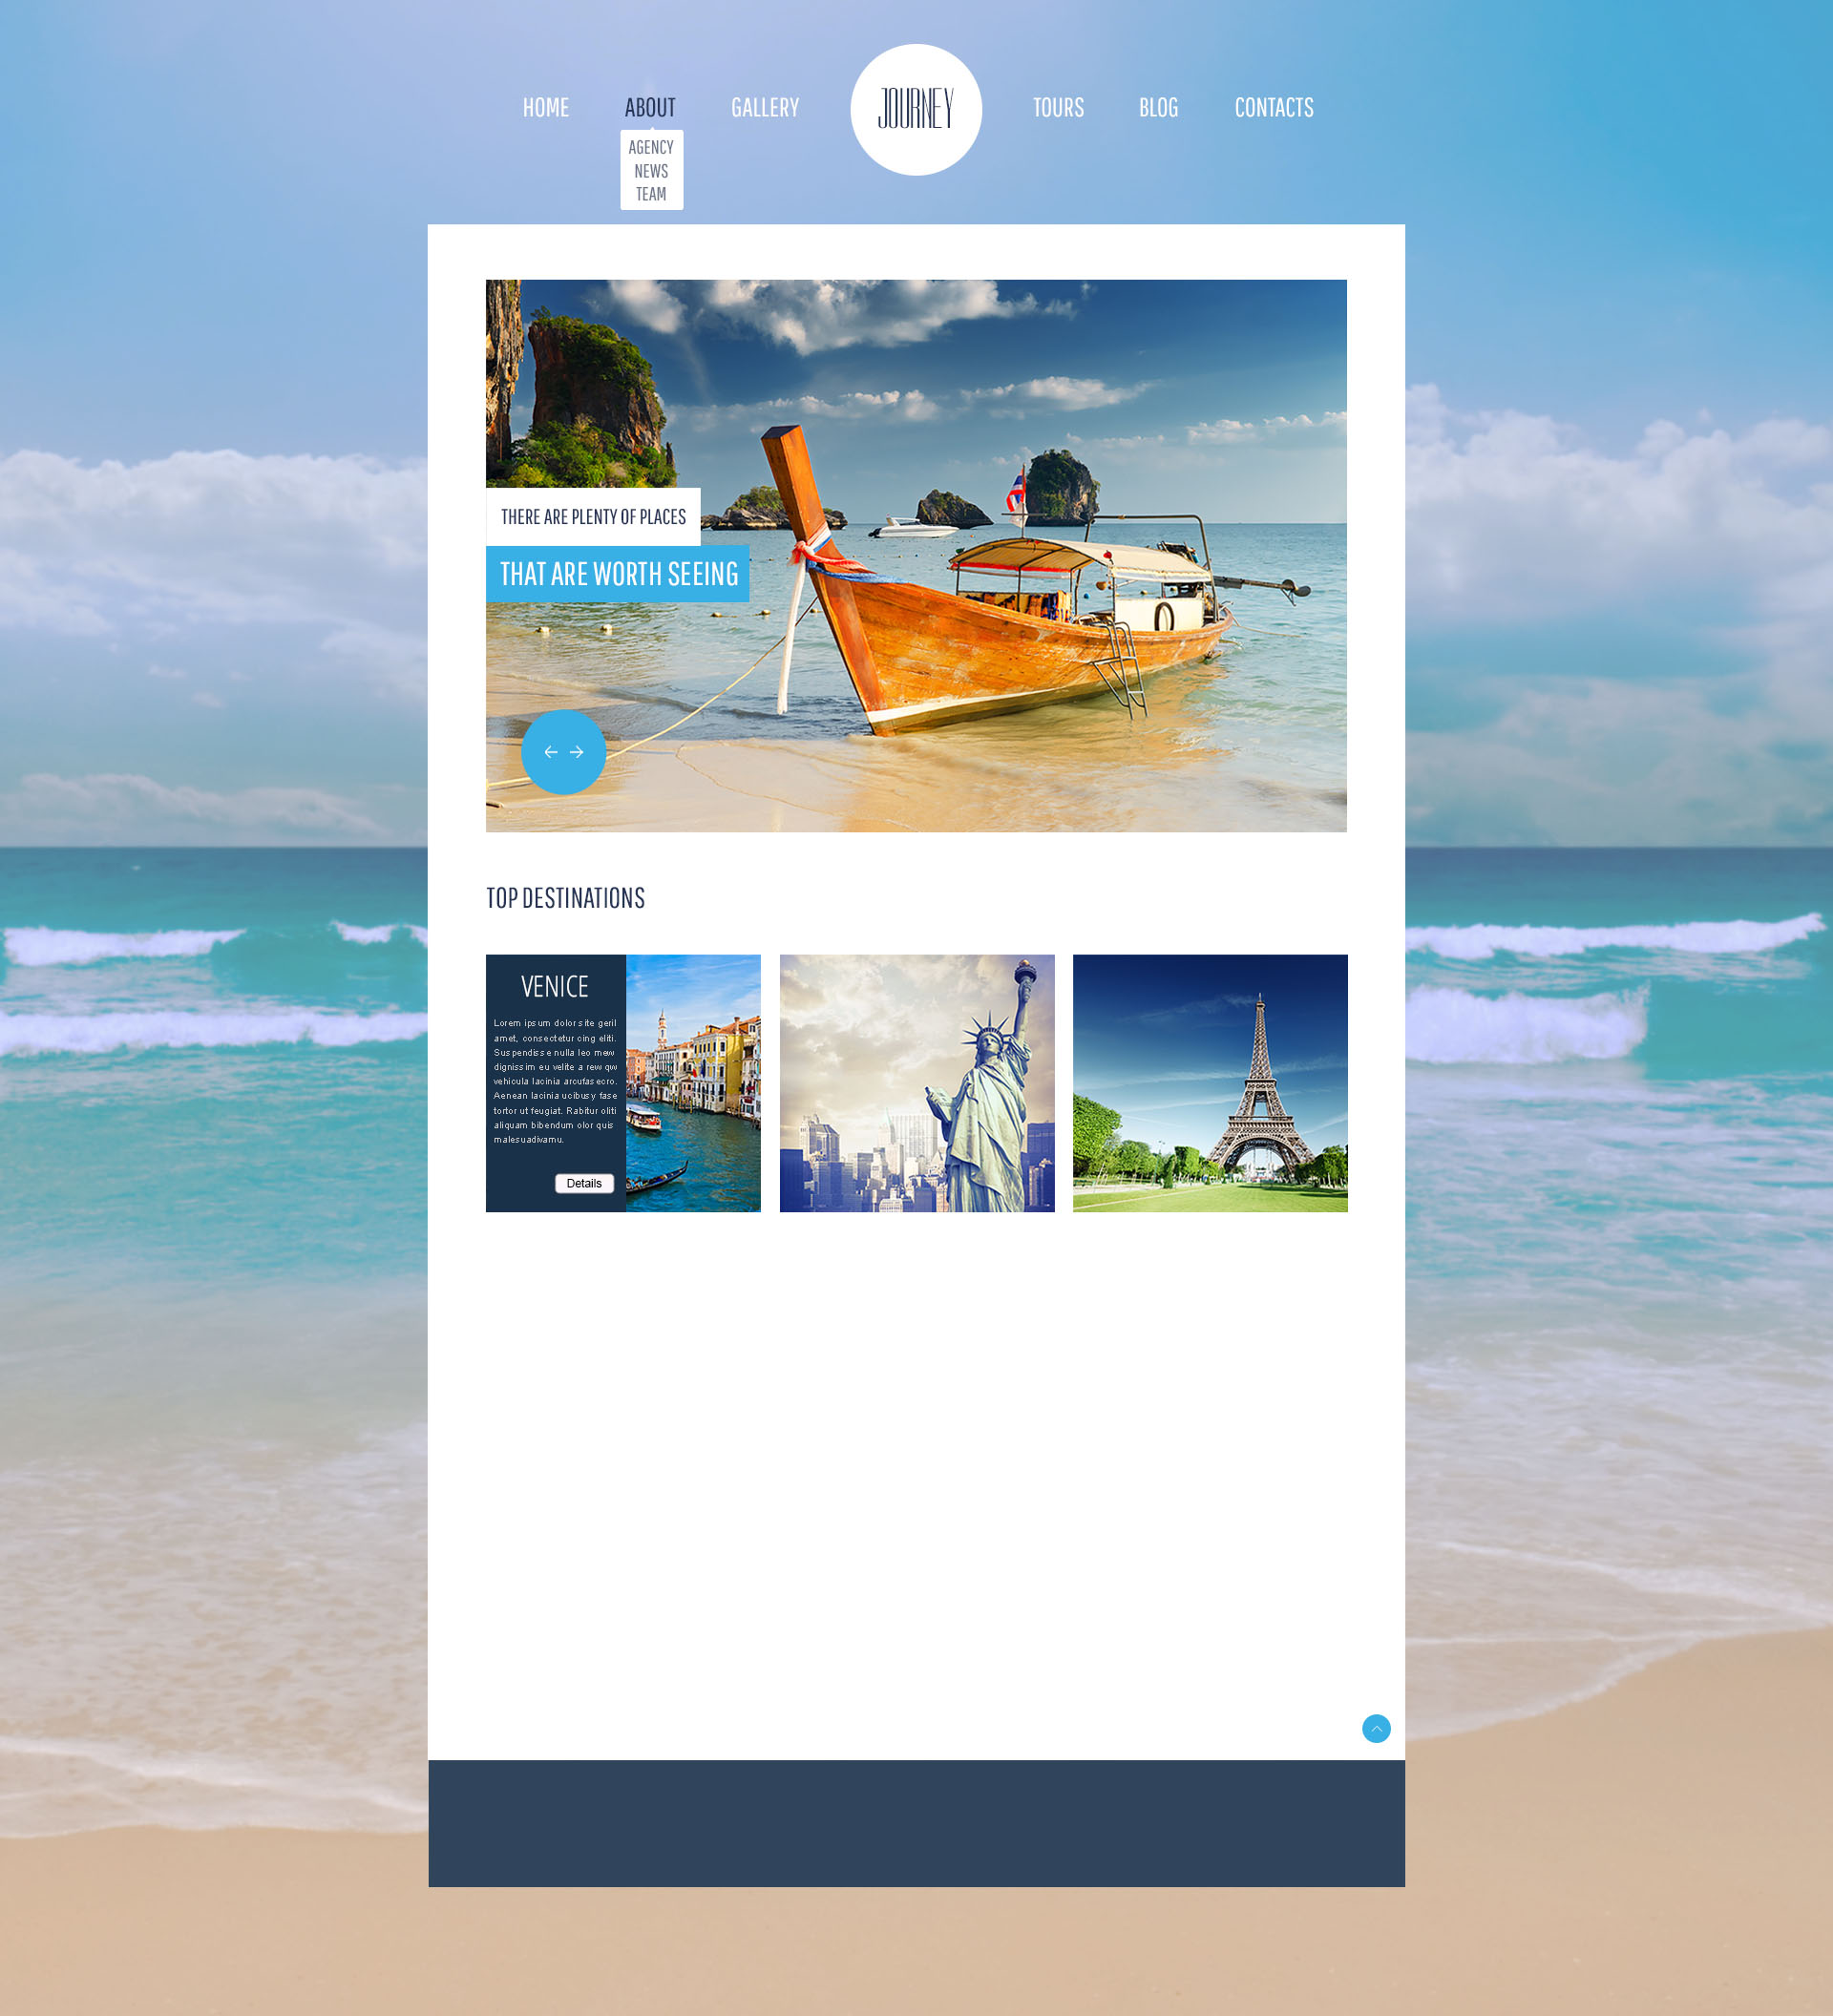 HOME ABOUT GALLERY JOURNEY TOURS BLOG CONTACTS
AGENCY
NEWS
TEAM
THERE ARE PLENTY OF PLACES
THAT ARE WORTH SEEING
TOP DESTINATIONS
VENICE
Lorem ipsum dolor site geril
amet, consectetur cing eliti.
Suspendisse nulla leo mew
dignissim eu velite a rew qw
vehicula lacinia arcufasecro.
Aenean lacinia ucibusy fase
tortor ut feugiat. Rabitur oliti
aliquam bibendum olor quis
malesuadivamu.
Details